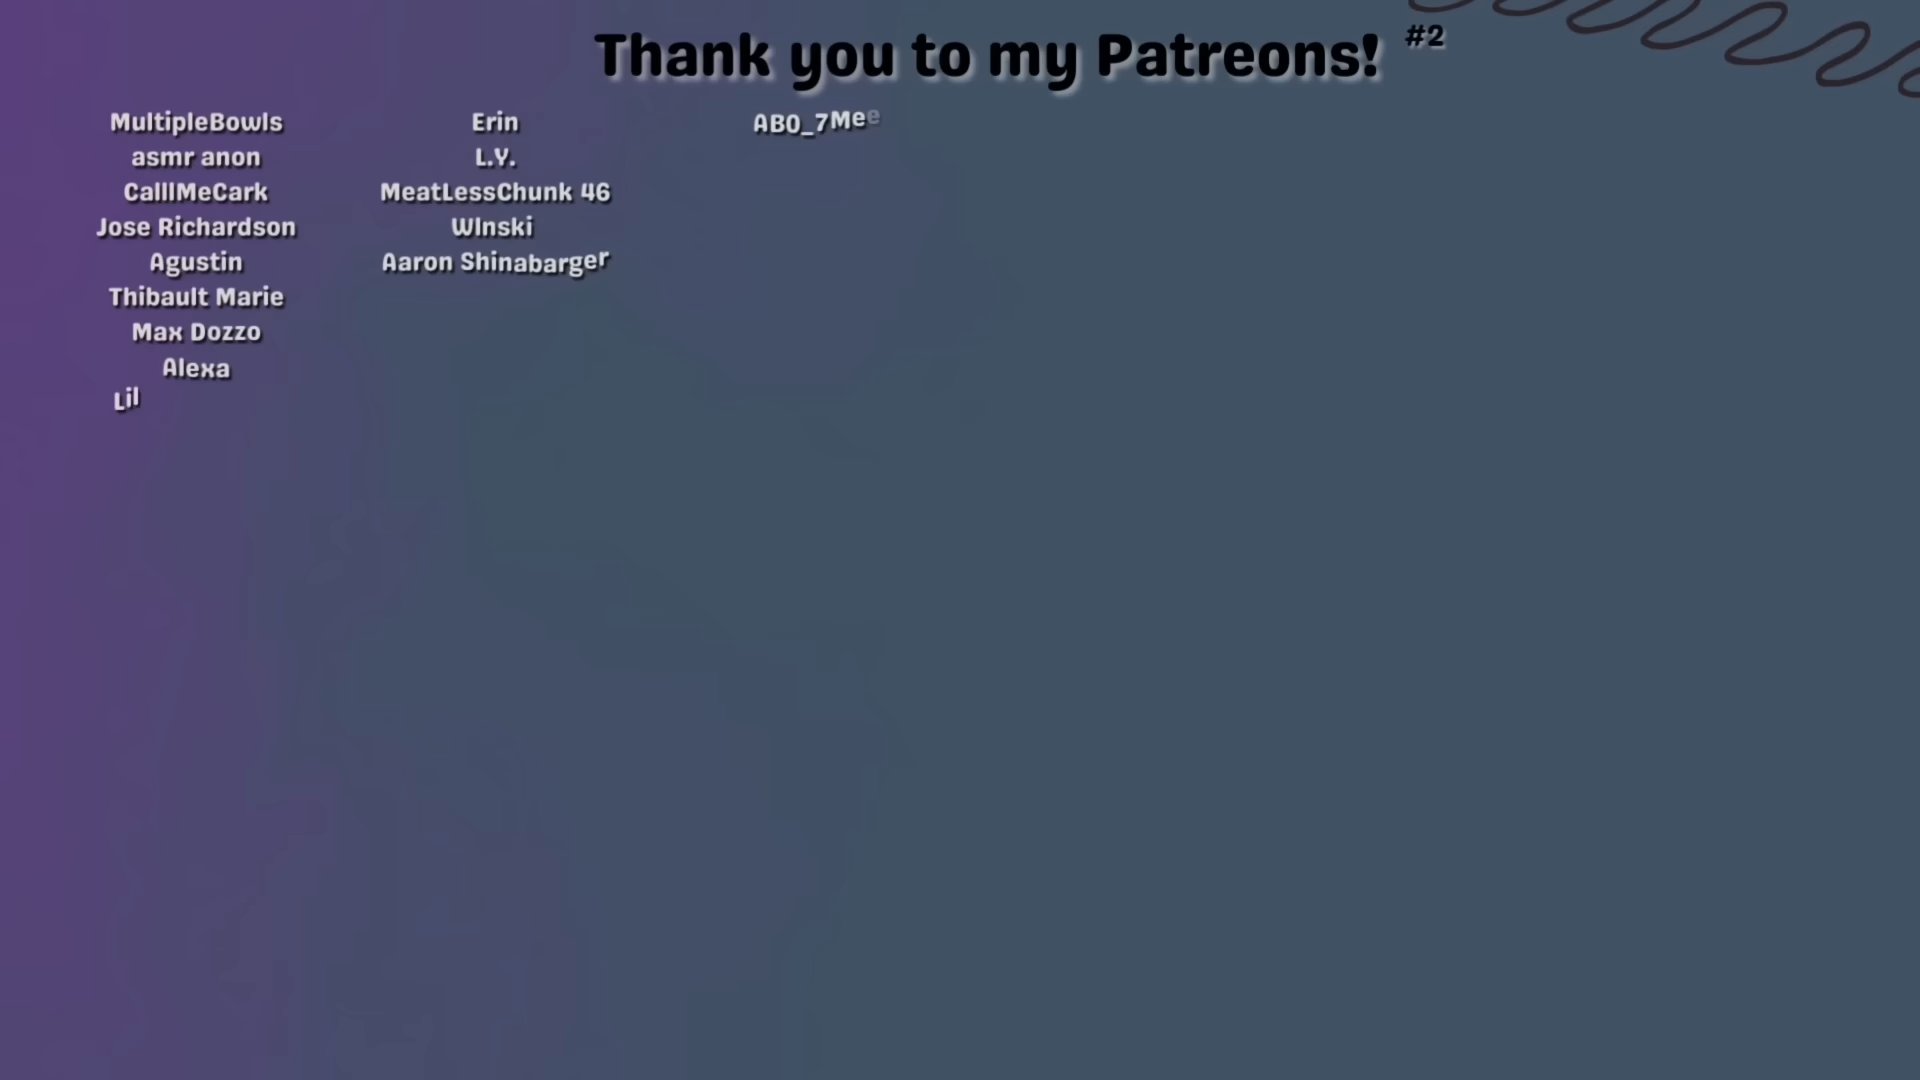 Thank you to my Patreons! #2
MultipleBowls
asmr anon
CalllMeCark
Jose Richardson
Agustin
Thibault Marie
Max Dozzo
Alexa
Lil
Erin
L.Y.
MeatLessChunk 46
Wlnski
Aaron Shinabarger
ABO_7Mee